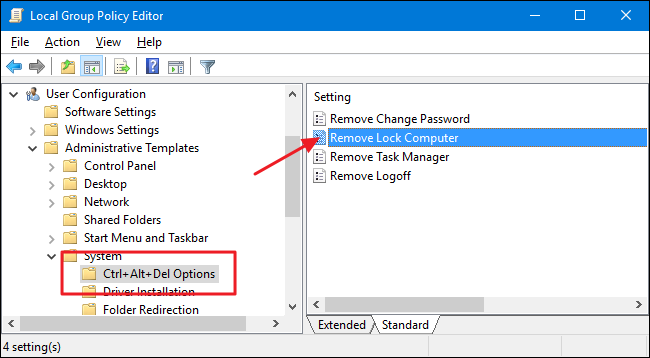 Local Group Policy Editor
File Action View Help
User Configuration
Software Settings
Windows Settings
Administrative Templates
Control Panel
Desktop
Network
Shared Folders
Start Menu and Taskbar
System
Ctrl+Alt+Del Options
Driver Installation
Folder Redirection
Setting
Remove Change Password
Remove Lock Computer
Remove Task Manager
Remove Logoff
Extended Standard
4 setting(s)